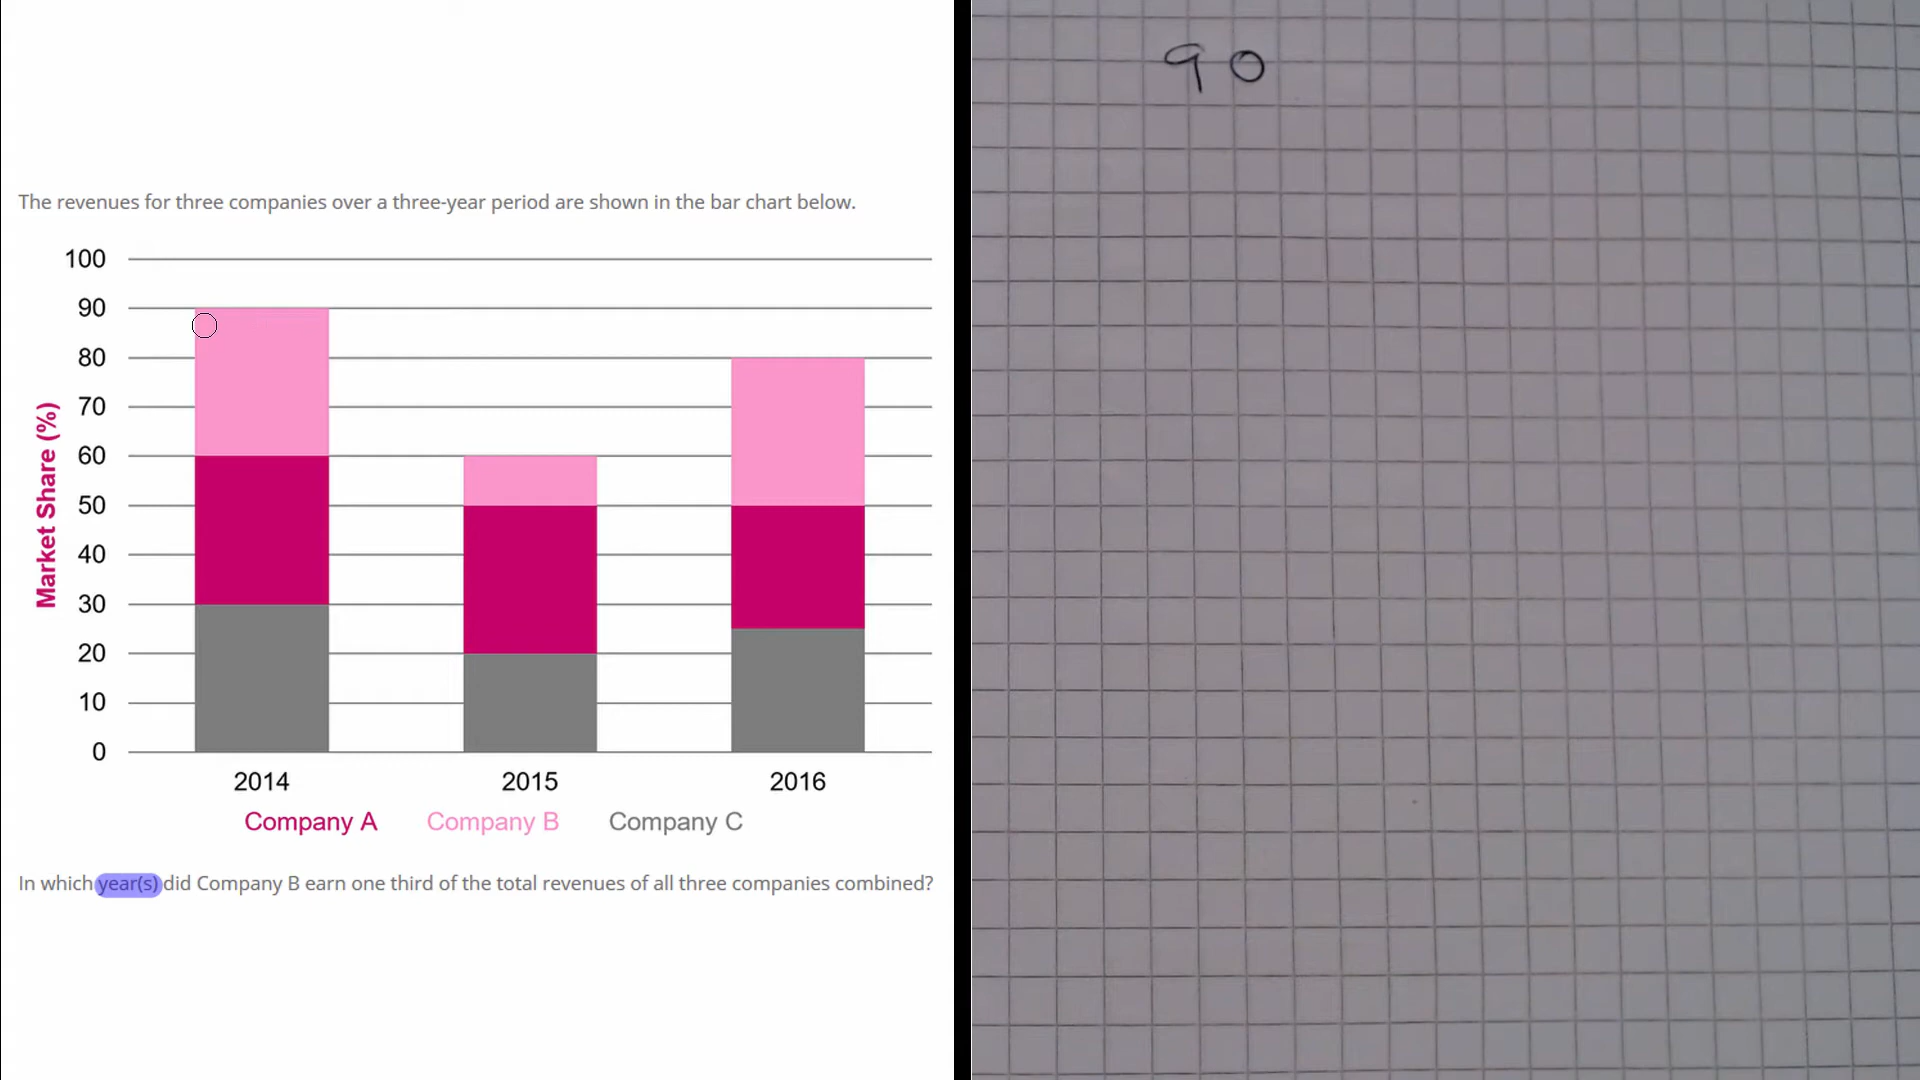 The revenues for three companies over a three-year period are shown in the bar chart below.
100
90
80
70
60
50
40
30
20
10
0
Market Share (%)
2014 2015 2016
Company A Company B Company C
In which year(s) did Company B earn one third of the total revenues of all three companies combined?
90